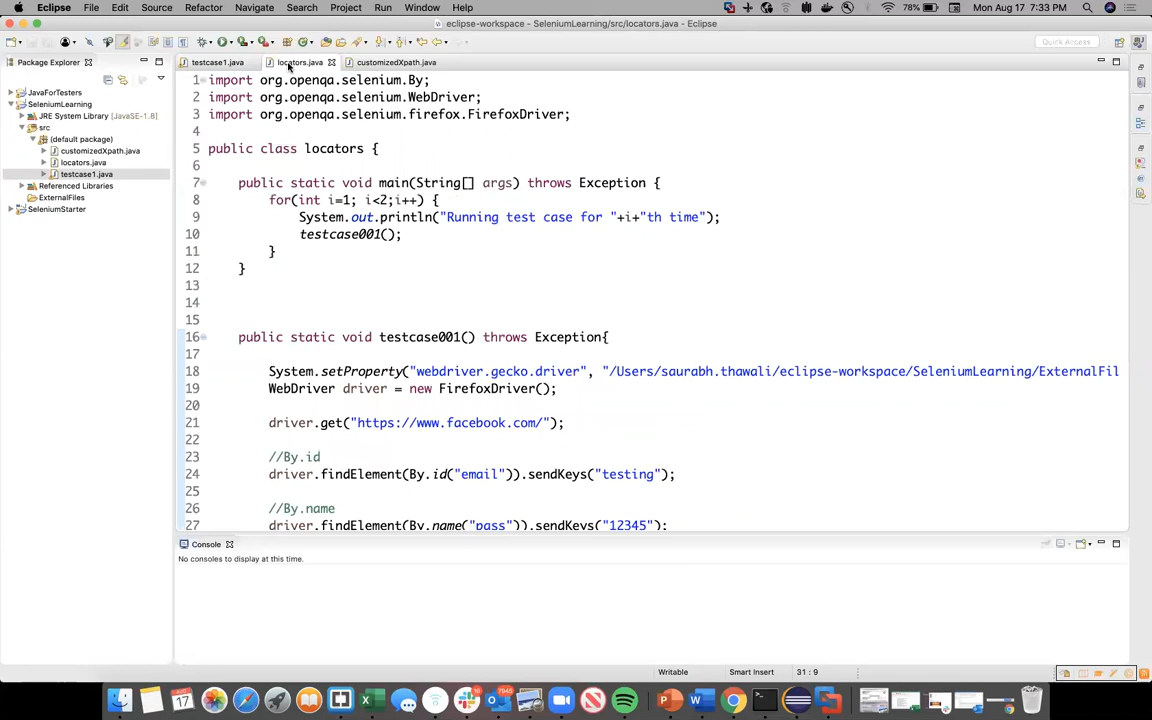 Eclipse File Edit Source Refactor Navigate Search Project Run Window Help 78% Mon Aug 17 7:33 PM
eclipse-workspace - SeleniumLearning/src/locators.java - Eclipse
Quick Access
Package Explorer
testcase1.java locators.java customizedXpath.java
JavaForTesters
SeleniumLearning
JRE System Library [JavaSE-1.8]
src
(default package)
customizedXpath.java
locators.java
testcase1.java
Referenced Libraries
ExternalFiles
SeleniumStarter
1 import org.openqa.selenium.By;
2 import org.openqa.selenium.WebDriver;
3 import org.openqa.selenium.firefox.FirefoxDriver;
4
5 public class locators {
6
7 public static void main(String[] args) throws Exception {
8 for(int i=1; i<2;i++) {
9 System.out.println("Running test case for "+i+"th time");
10 testcase001();
11 }
12 }
13
14
15
16 public static void testcase001() throws Exception{
17
18 System.setProperty("webdriver.gecko.driver", "/Users/saurabh.thawali/eclipse-workspace/SeleniumLearning/ExternalFil
19 WebDriver driver = new FirefoxDriver();
20
21 driver.get("https://www.facebook.com/");
22
23 //By.id
24 driver.findElement(By.id("email")).sendKeys("testing");
25
26 //By.name
27 driver.findElement(By.name("pass")).sendKeys("12345");
Console
No consoles to display at this time.
Writable Smart Insert 31 : 9